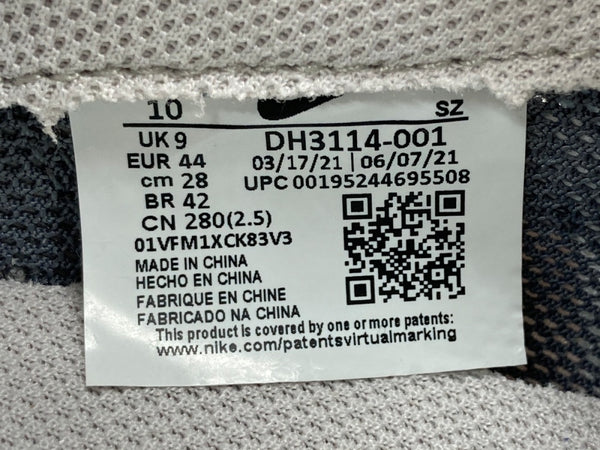 10 SZ
UK 9 DH3114-001
EUR 44 03/17/21 | 06/07/21
cm 28 UPC 00195244695508
BR 42
CN 280(2.5)
01VFM1XCK83V3
MADE IN CHINA
HECHO EN CHINA
FABRIQUE EN CHINE
FABRICADO NA CHINA
This product is covered by one or more patents:
www.nike.com/patentsvirtualmarking